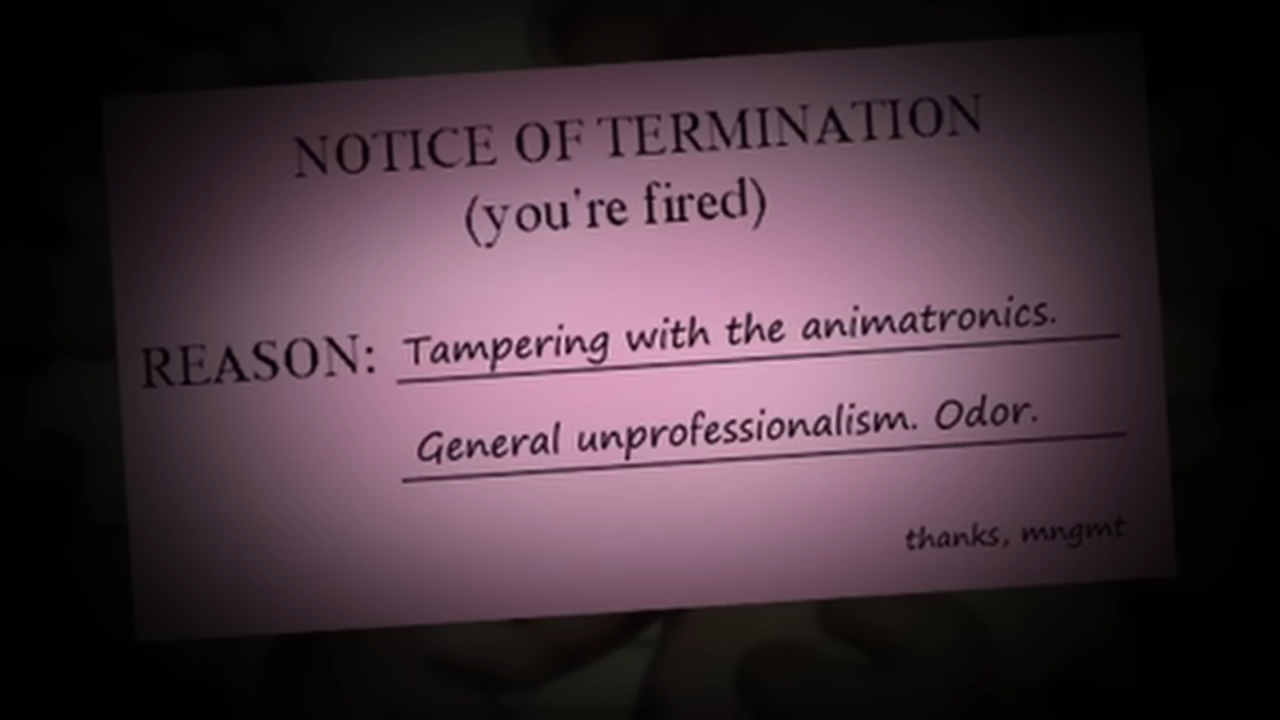 NOTICE OF TERMINATION
(you're fired)
REASON: Tampering with the animatronics.
General unprofessionalism. Odor.
thanks, mngmt